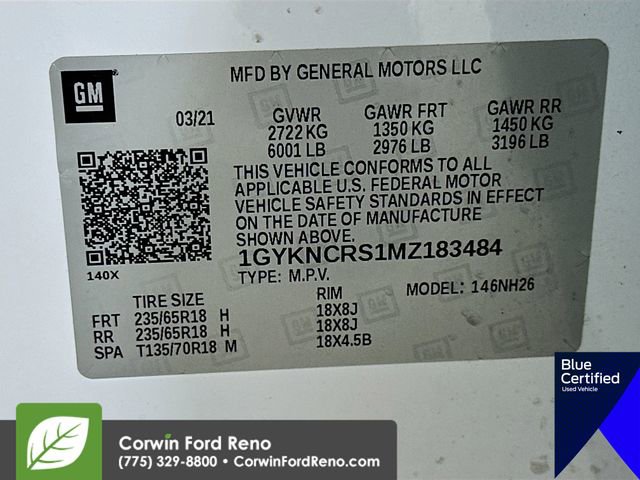 GM
MFD BY GENERAL MOTORS LLC
03/21 GVWR GAWR FRT GAWR RR
2722 KG 1350 KG 1450 KG
6001 LB 2976 LB 3196 LB
THIS VEHICLE CONFORMS TO ALL
APPLICABLE U.S. FEDERAL MOTOR
VEHICLE SAFETY STANDARDS IN EFFECT
ON THE DATE OF MANUFACTURE
SHOWN ABOVE.
1GYKNCRS1MZ183484
140X
TYPE: M.P.V.
MODEL: 146NH26
TIRE SIZE RIM
FRT 235/65R18 H 18X8J
RR 235/65R18 H 18X8J
SPA T135/70R18 M 18X4.5B
Blue
Certified
Used Vehicle
Corwin Ford Reno
(775) 329-8800 • CorwinFordReno.com